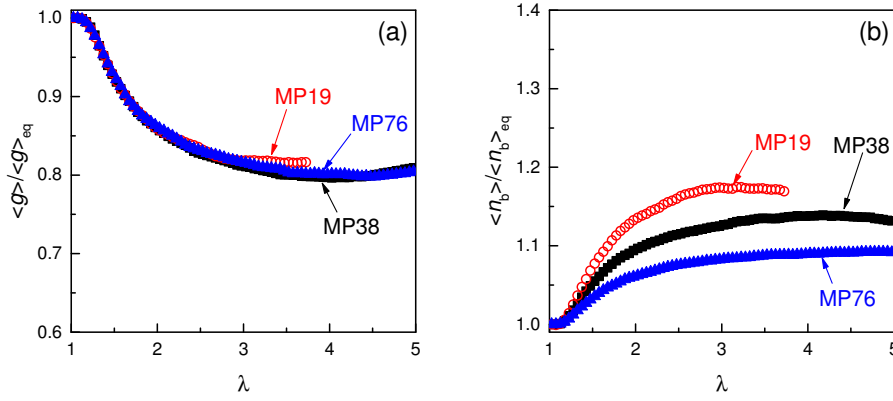 (a)
1.0
0.9
0.8
0.7
0.6
<g>/<g>eq
MP19
MP76
MP38
1 2 3 4 5
λ
(b)
1.4
1.3
1.2
1.1
1.0
<nb>/<nb>eq
MP19
MP38
MP76
1 2 3 4 5
λ